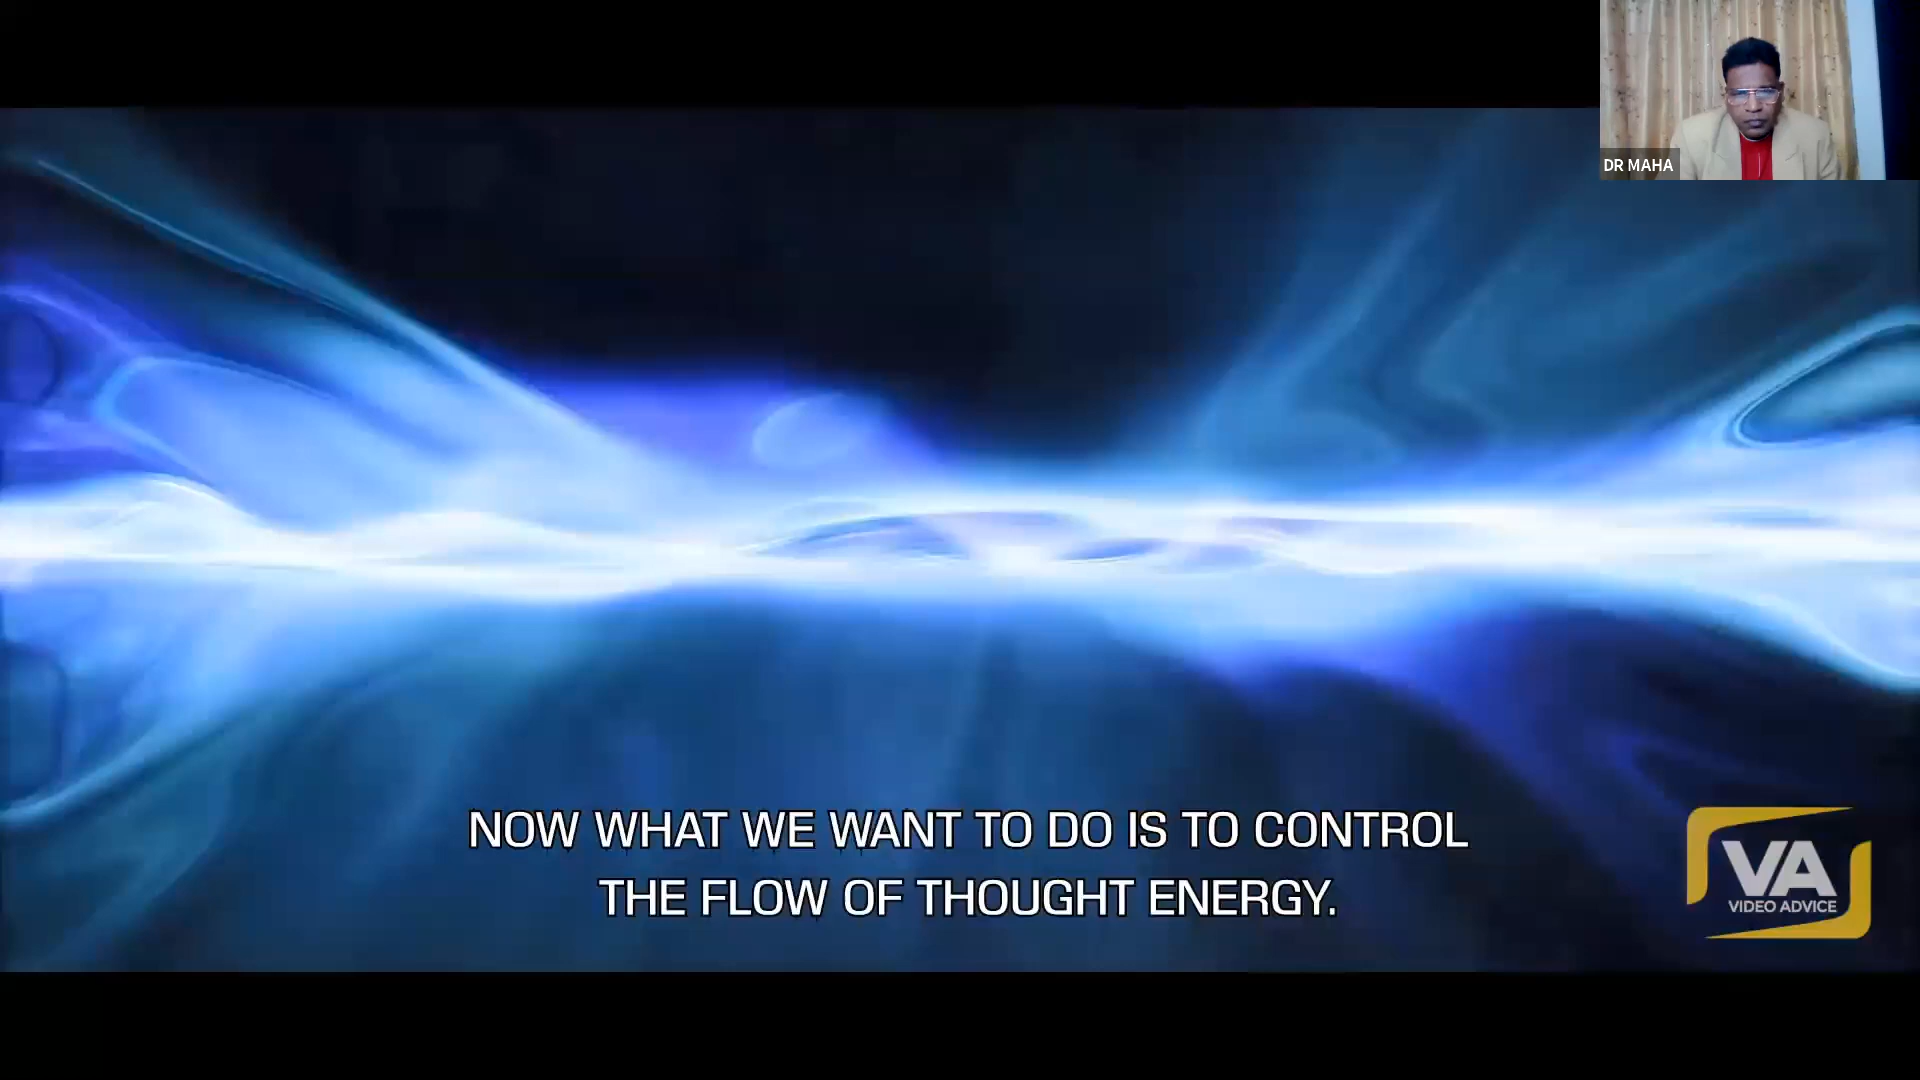 DR MAHA
NOW WHAT WE WANT TO DO IS TO CONTROL
THE FLOW OF THOUGHT ENERGY.
VA
VIDEO ADVICE